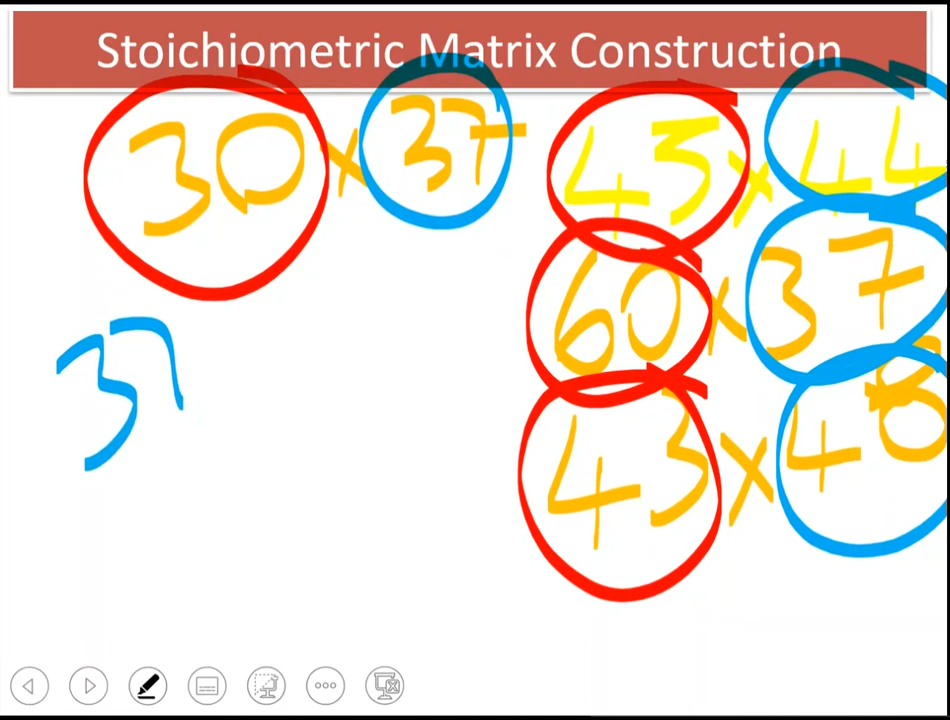 Stoichiometric Matrix Construction
30 x 37
43 x 44
60 x 37
43 x 48
37